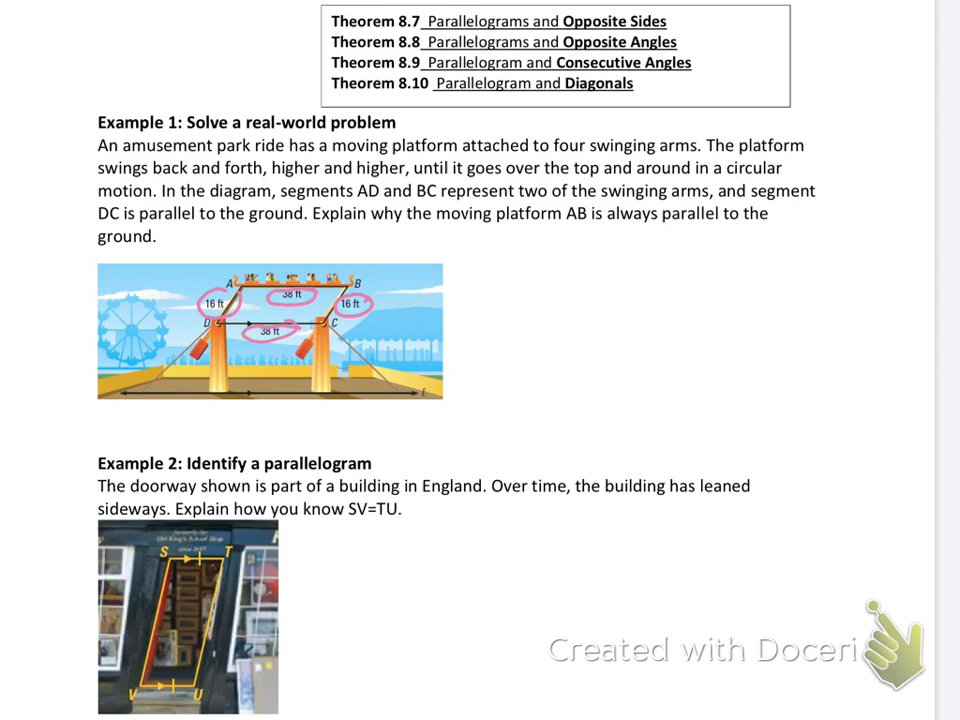 Theorem 8.7 Parallelograms and Opposite Sides
Theorem 8.8 Parallelograms and Opposite Angles
Theorem 8.9 Parallelogram and Consecutive Angles
Theorem 8.10 Parallelogram and Diagonals
Example 1: Solve a real-world problem
An amusement park ride has a moving platform attached to four swinging arms. The platform
swings back and forth, higher and higher, until it goes over the top and around in a circular
motion. In the diagram, segments AD and BC represent two of the swinging arms, and segment
DC is parallel to the ground. Explain why the moving platform AB is always parallel to the
ground.
A B
38 ft
16 ft 16 ft
D C
38 ft
Example 2: Identify a parallelogram
The doorway shown is part of a building in England. Over time, the building has leaned
sideways. Explain how you know SV=TU.
Old King's School Shop
S T
V U
Created with Doceri